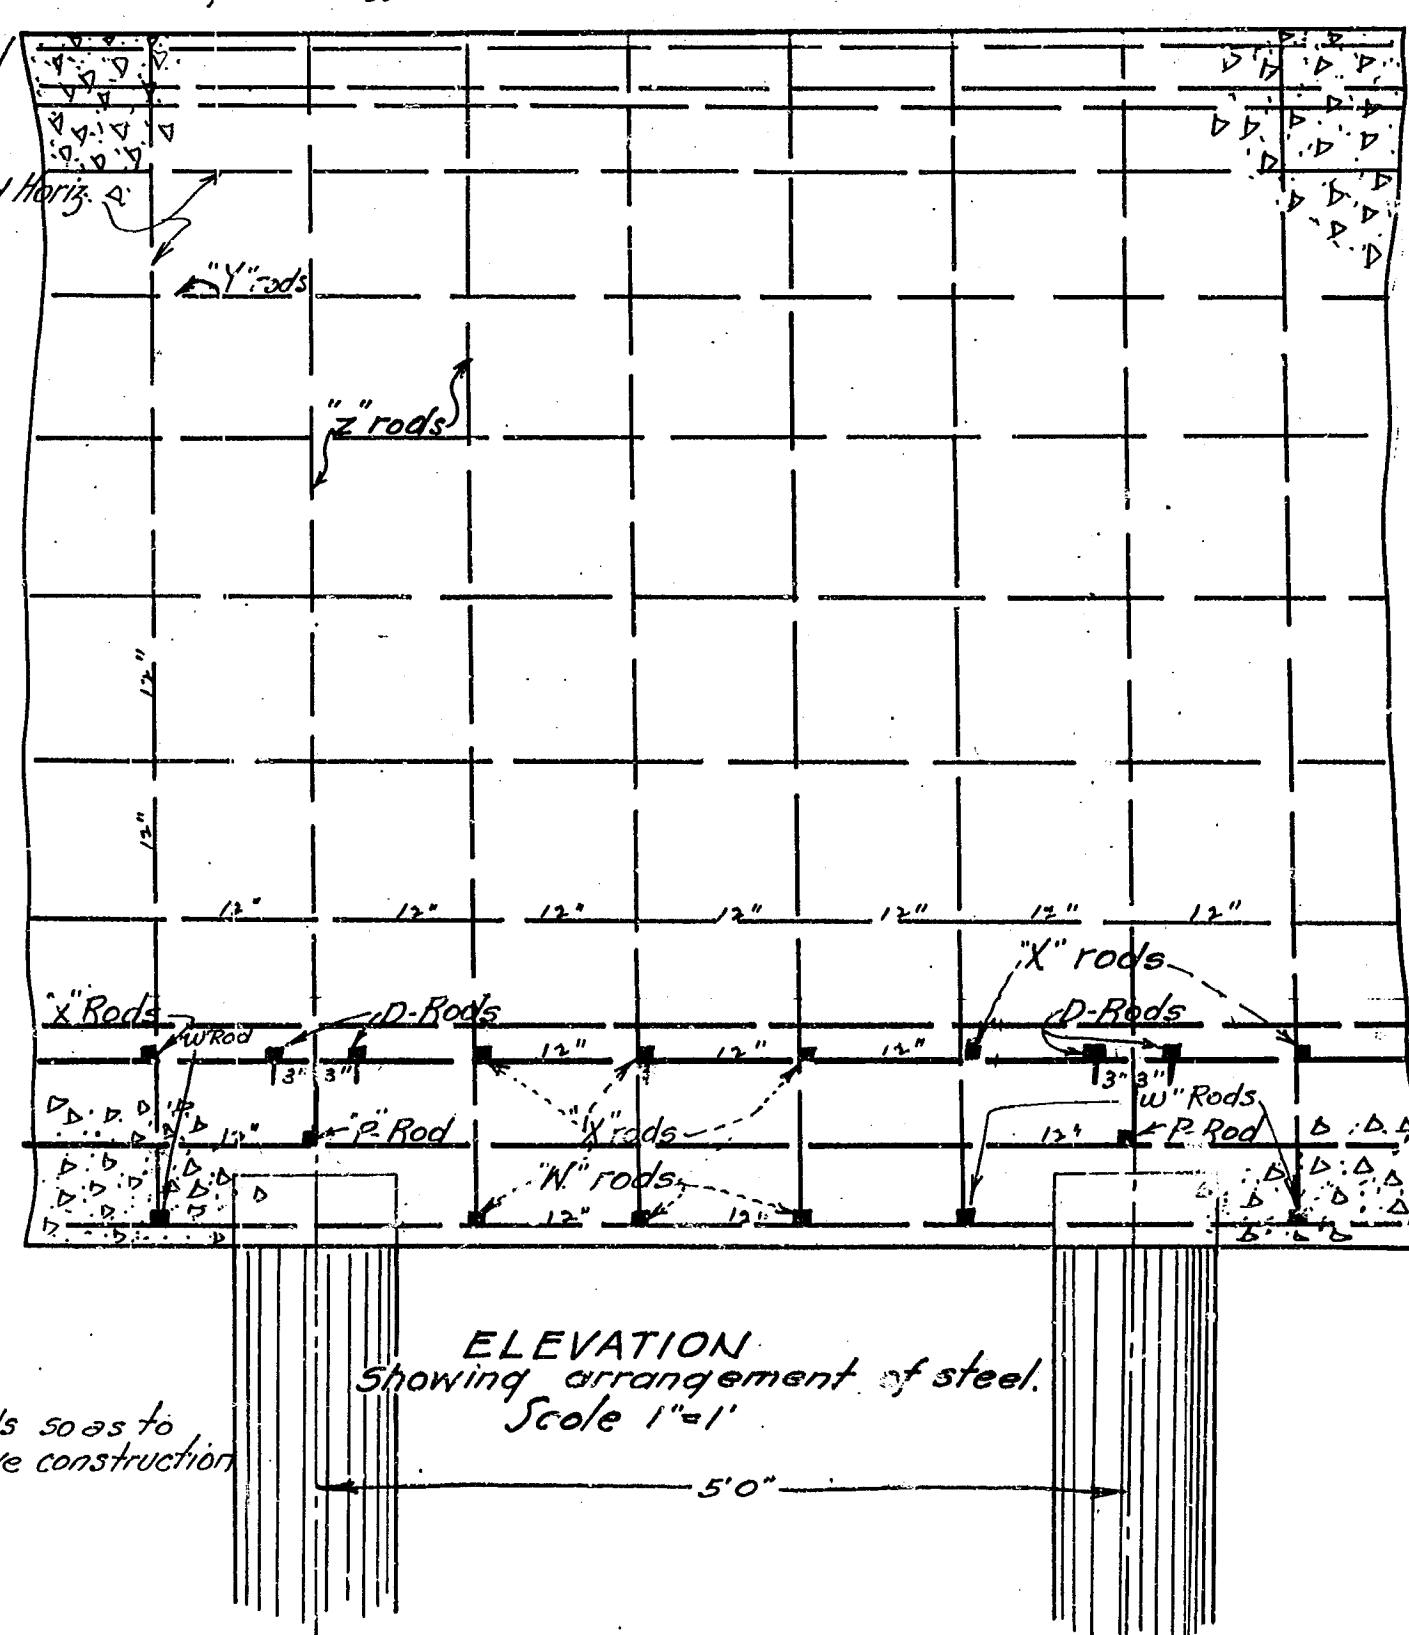 Horiz.
"Y" rods
"Z" rods
12"
12"
12" 12" 12" 12" 12" 12" 12"
"X" rods
"X" Rods
W Rod
D-Rods
D-Rods
12" 12" 12"
3" 3"
3" 3"
"W" Rods
12"
"P" Rod
"X" rods
12"
P-Rod
"W" rods
12" 12"
ELEVATION
Showing arrangement of steel.
Scale 1"=1'
so as to
construction
5'0"